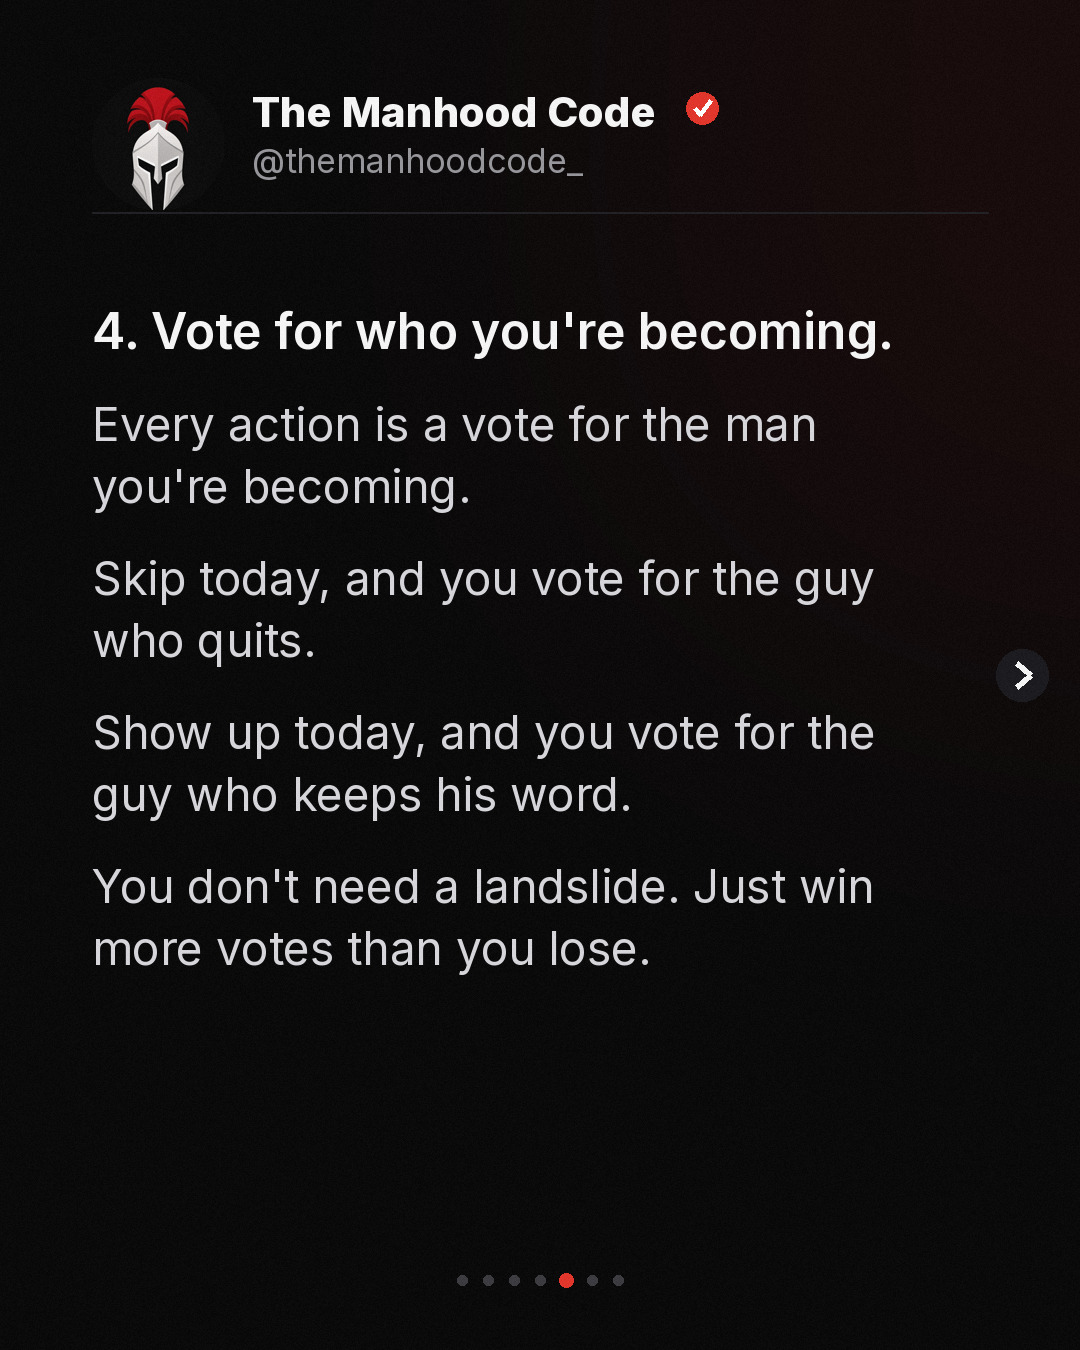 The Manhood Code
@themanhoodcode_
4. Vote for who you're becoming.
Every action is a vote for the man
you're becoming.
Skip today, and you vote for the guy
who quits.
Show up today, and you vote for the
guy who keeps his word.
You don't need a landslide. Just win
more votes than you lose.